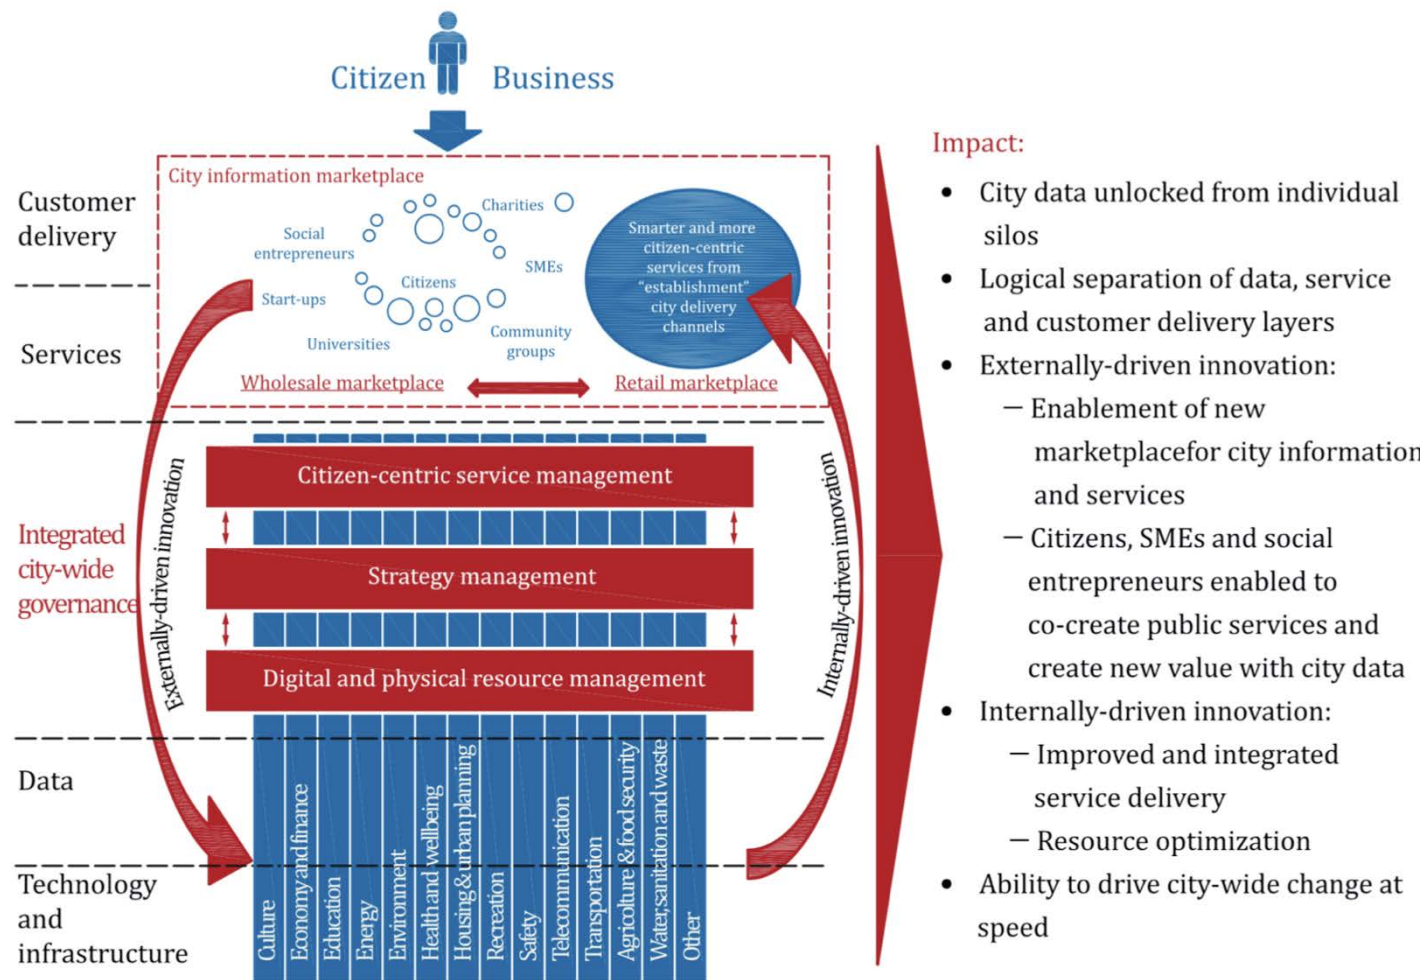 Citizen Business
City information marketplace
Customer
delivery
Services
Charities
Social
entrepreneurs
SMEs
Citizens
Start-ups
Community
groups
Universities
Smarter and more
citizen-centric
services from
“establishment”
city delivery
channels
Wholesale marketplace
Retail marketplace
Integrated
city-wide
governance
Externally-driven innovation
Citizen-centric service management
Strategy management
Digital and physical resource management
Internally-driven innovation
Data
Technology
and
infrastructure
Culture
Economy and finance
Education
Energy
Environment
Health and wellbeing
Housing & urban planning
Recreation
Safety
Telecommunication
Transportation
Agriculture & food security
Water, sanitation and waste
Other
Impact:
• City data unlocked from individual
silos
• Logical separation of data, service
and customer delivery layers
• Externally-driven innovation:
— Enablement of new
marketplacefor city information
and services
— Citizens, SMEs and social
entrepreneurs enabled to
co-create public services and
create new value with city data
• Internally-driven innovation:
— Improved and integrated
service delivery
— Resource optimization
• Ability to drive city-wide change at
speed